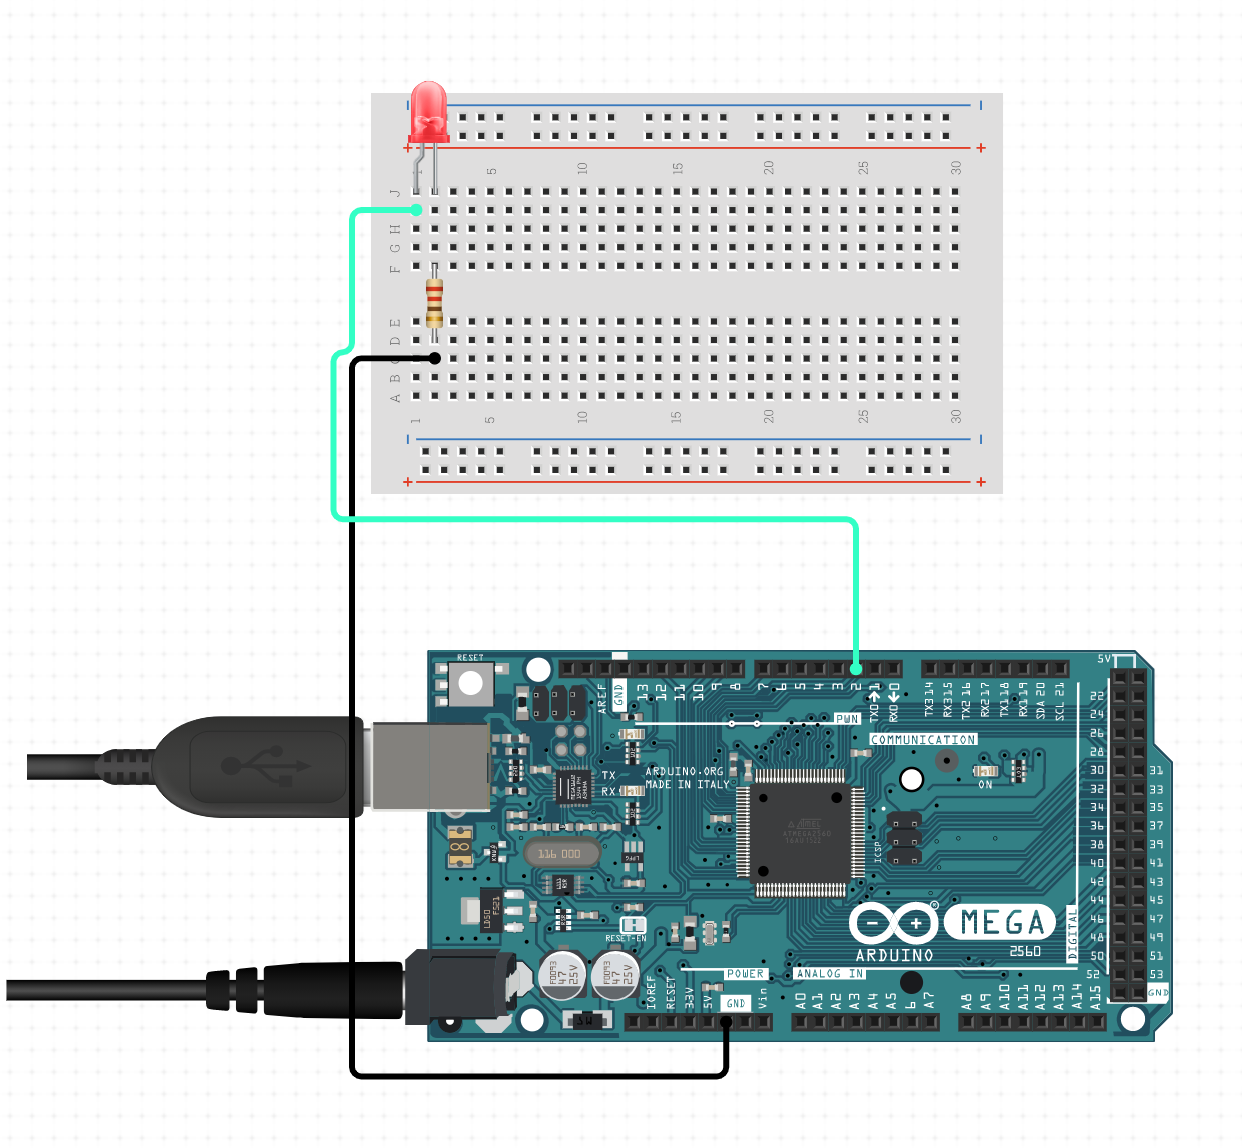 + +
1 5 10 15 20 25 30
J
H
G
F
E
D
B
A
1 5 10 15 20 25 30
+ +
RESET
AREF
GND
13
12
11
10
9
8
7
6
5
4
3
2
TX0 1
RX0 0
TX3 14
RX3 15
TX2 16
RX2 17
TX1 18
RX1 19
SDA 20
SCL 21
5V
PWN
COMMUNICATION
TX
RX
ARDUINO.ORG
MADE IN ITALY
ON
ICSP
ATMEL
ATMEGA2560
116 000
22
24
26
28
30 31
32 33
34 35
36 37
38 39
40 41
42 43
44 45
46 47
48 49
50 51
52 53
GND
DIGITAL
MEGA
2560
ARDUINO
RESET-EN
47
25V
47
25V
POWER
ANALOG IN
IOREF
RESET
33V
5V
GND
Vin
A0
A1
A2
A3
A4
A5
6
A7
A8
A9
A10
A11
A12
A13
A14
A15